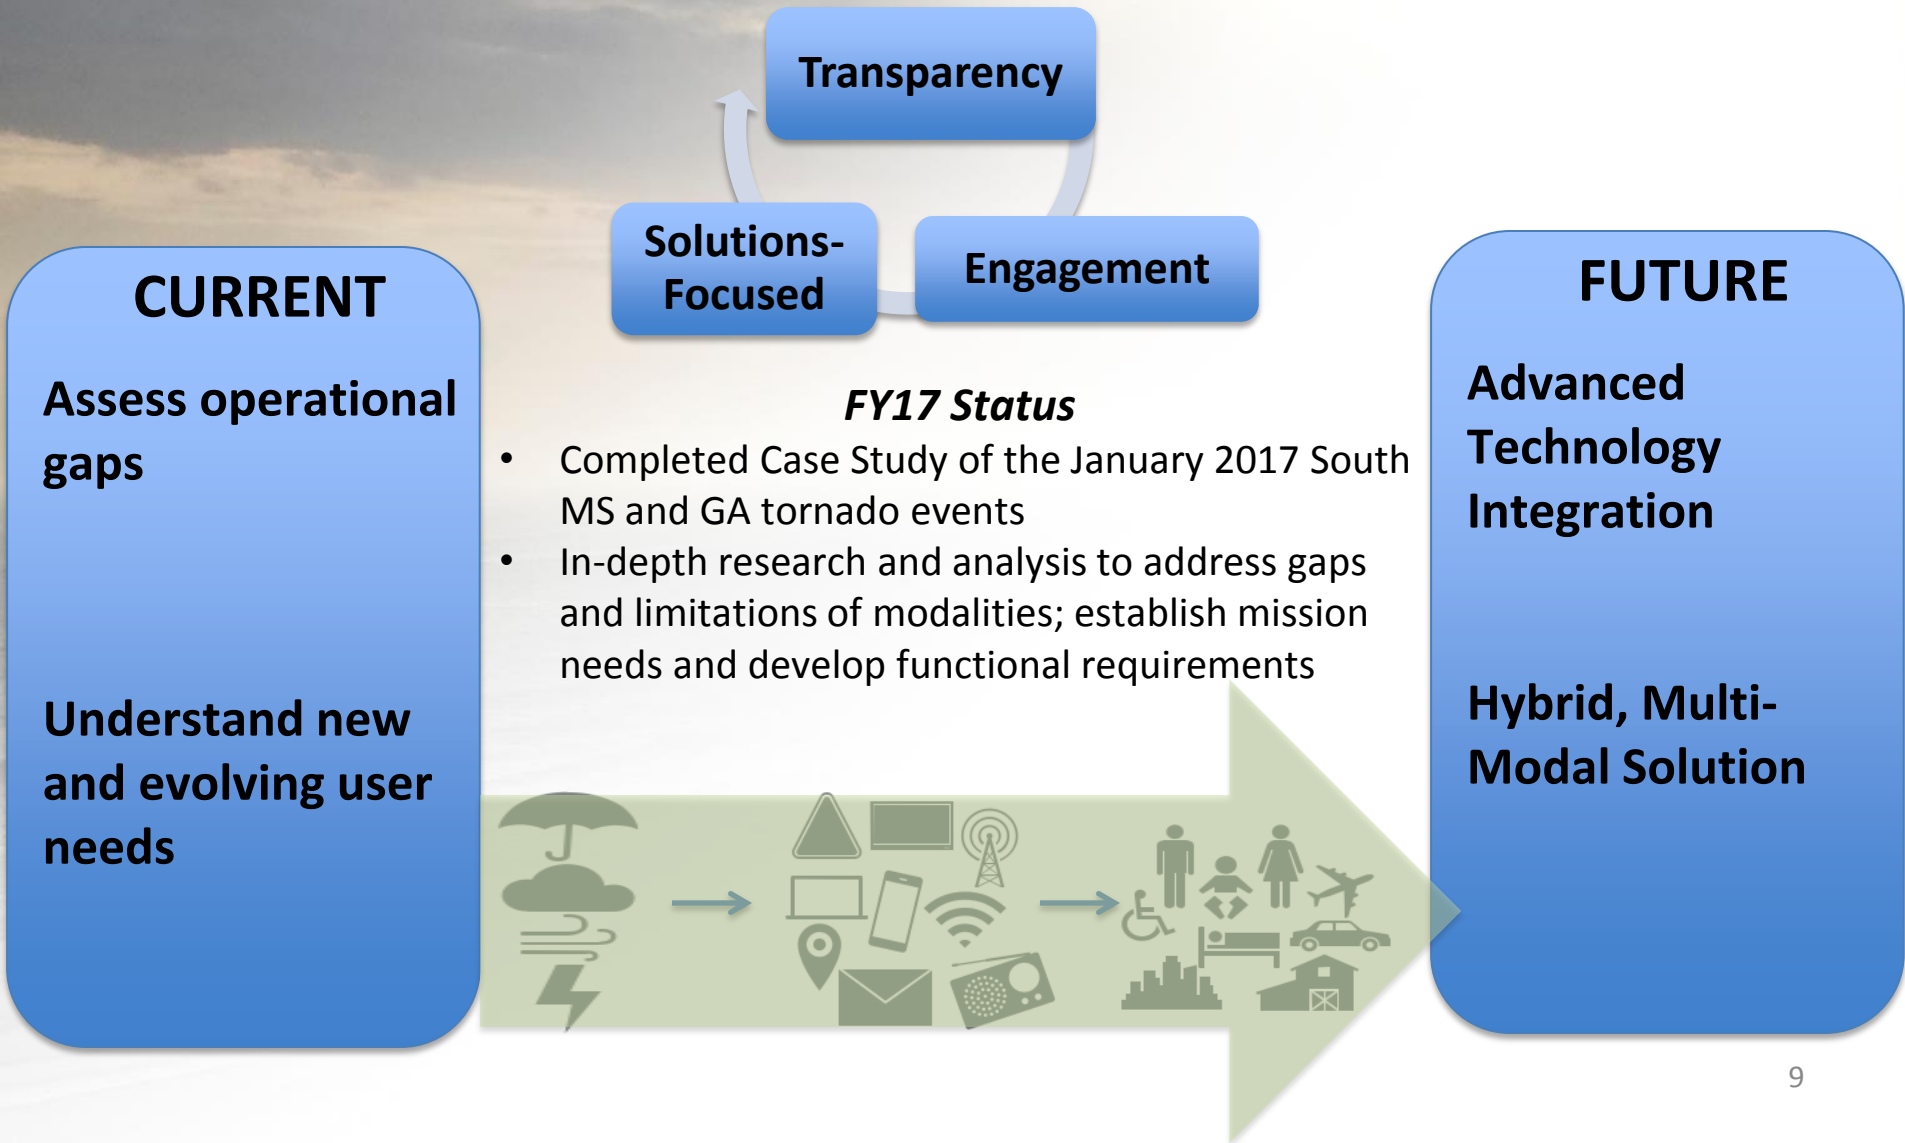 Transparency
Solutions-
Focused
Engagement
CURRENT
Assess operational
gaps
Understand new
and evolving user
needs
FY17 Status
• Completed Case Study of the January 2017 South
MS and GA tornado events
• In-depth research and analysis to address gaps
and limitations of modalities; establish mission
needs and develop functional requirements
FUTURE
Advanced
Technology
Integration
Hybrid, Multi-
Modal Solution
9